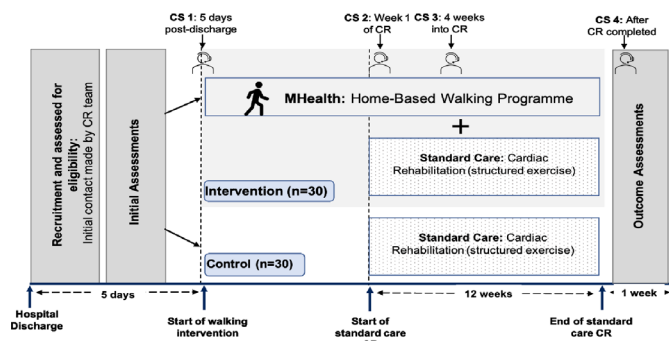 CS 1: 5 days
post-discharge
CS 2: Week 1
of CR
CS 3: 4 weeks
into CR
CS 4: After
CR completed
Recruitment and assessed for
eligibility:
Initial contact made by CR team
Initial Assessments
MHealth: Home-Based Walking Programme
+
Standard Care: Cardiac
Rehabilitation (structured exercise)
Intervention (n=30)
Standard Care: Cardiac
Rehabilitation (structured exercise)
Control (n=30)
Outcome Assessments
5 days
12 weeks
1 week
Hospital
Discharge
Start of walking
intervention
Start of
standard care
End of standard
care CR